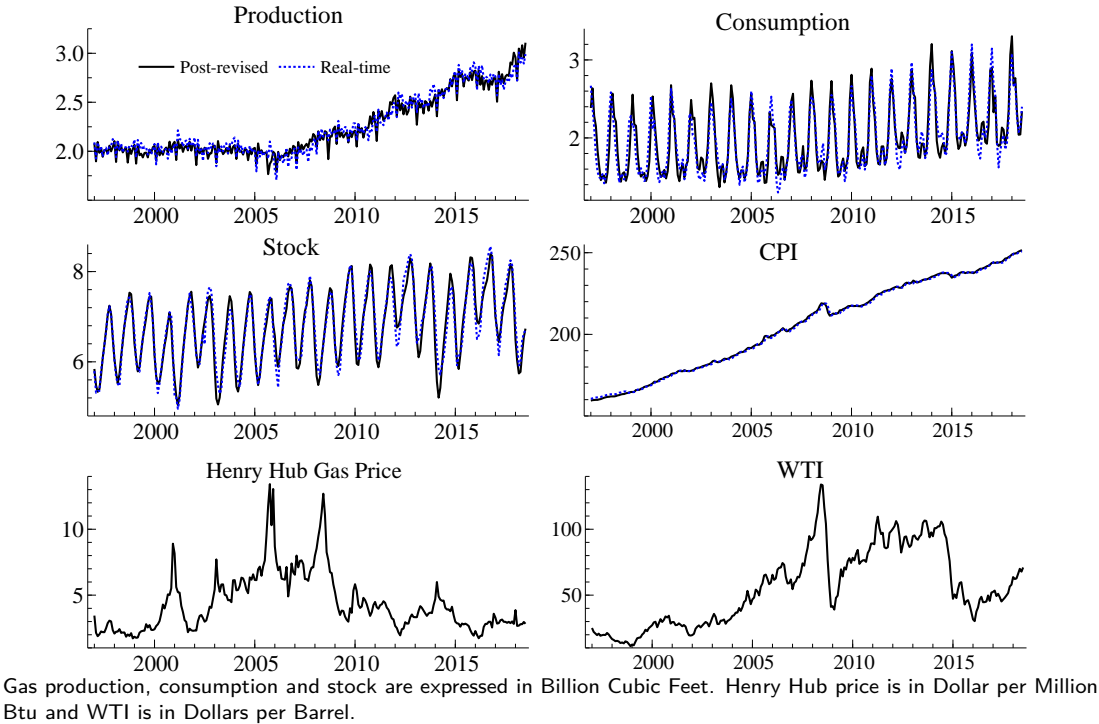 Production
3.0
2.5
2.0
Post-revised Real-time
2000 2005 2010 2015
Consumption
3
2
2000 2005 2010 2015
Stock
8
6
2000 2005 2010 2015
CPI
250
200
2000 2005 2010 2015
Henry Hub Gas Price
10
5
2000 2005 2010 2015
WTI
100
50
2000 2005 2010 2015
Gas production, consumption and stock are expressed in Billion Cubic Feet. Henry Hub price is in Dollar per Million
Btu and WTI is in Dollars per Barrel.